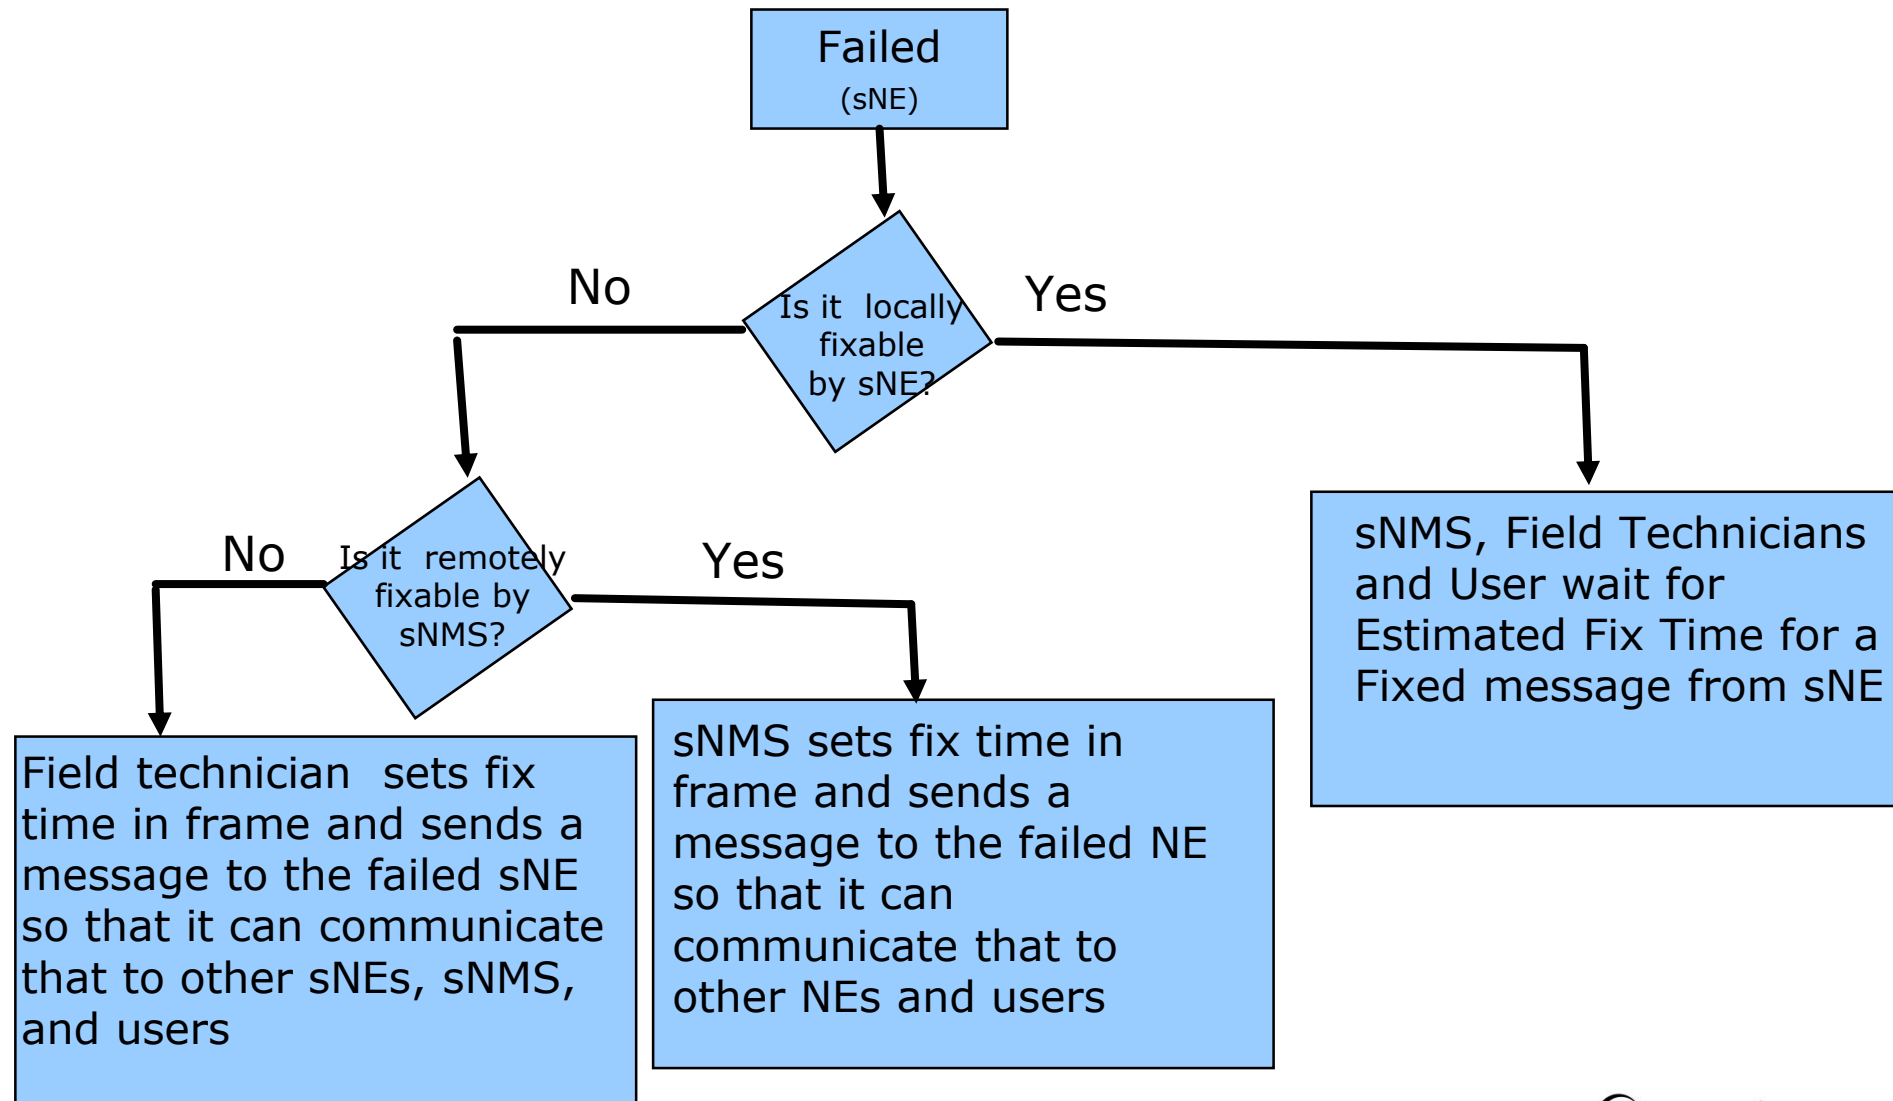 Failed
(sNE)
No
Yes
Is it locally
fixable
by sNE?
No
Yes
Is it remotely
fixable by
sNMS?
sNMS, Field Technicians
and User wait for
Estimated Fix Time for a
Fixed message from sNE
Field technician sets fix
time in frame and sends a
message to the failed sNE
so that it can communicate
that to other sNEs, sNMS,
and users
sNMS sets fix time in
frame and sends a
message to the failed NE
so that it can
communicate that to
other NEs and users